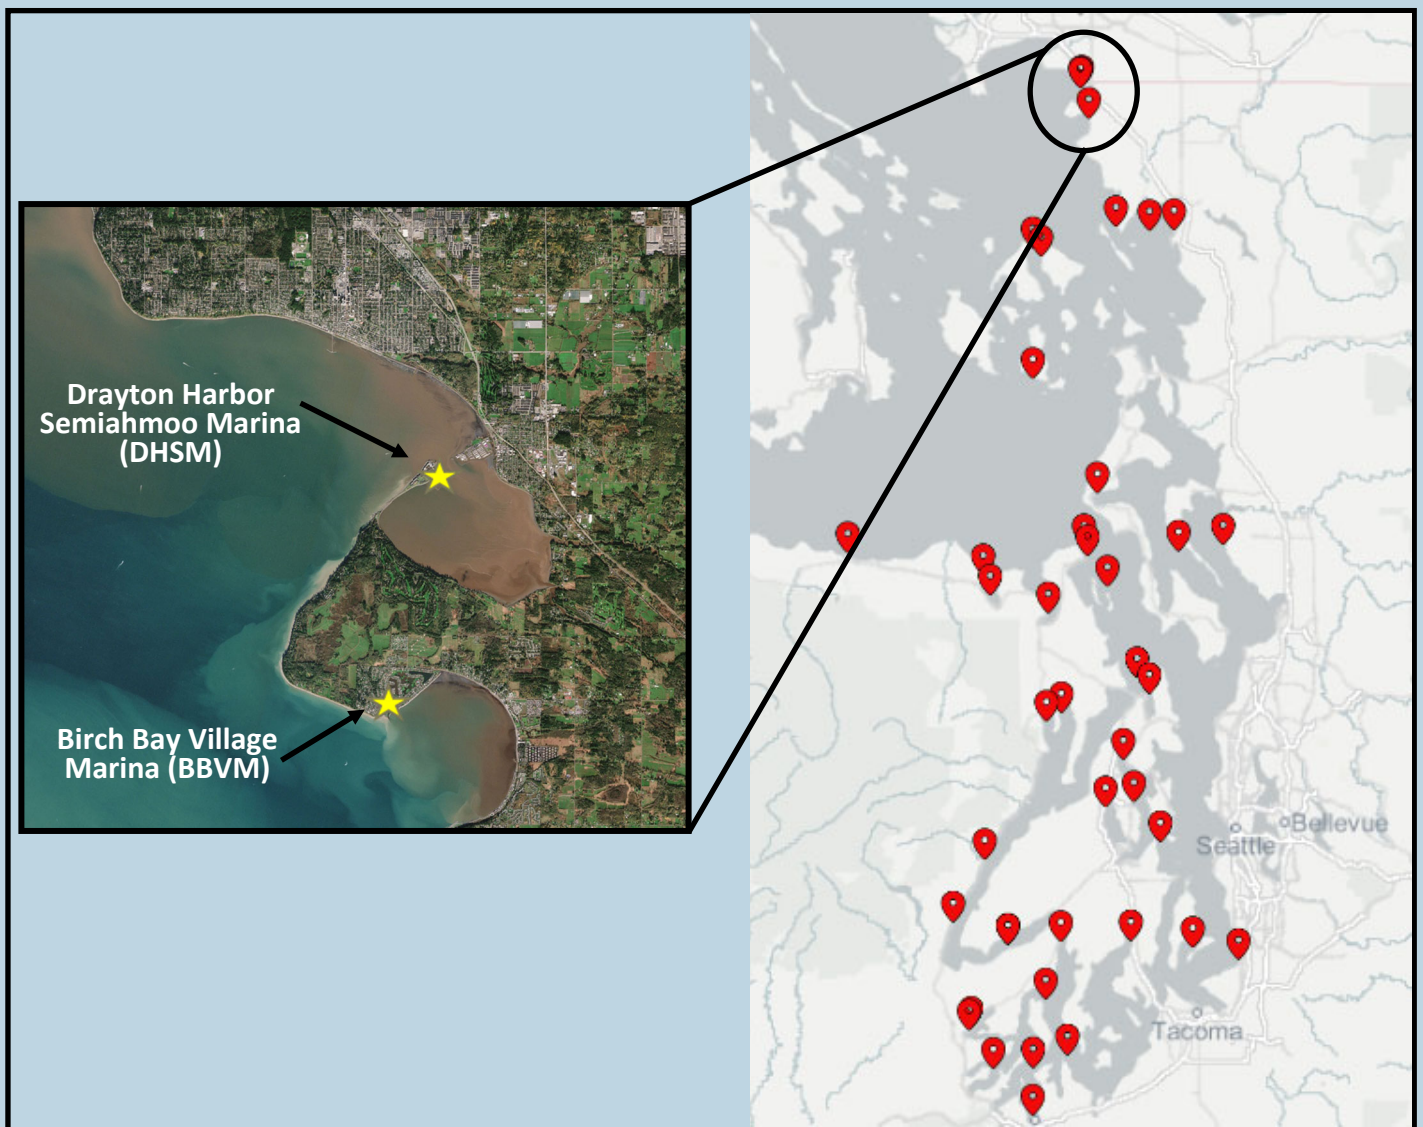 Drayton Harbor
Semiahmoo Marina
(DHSM)
Birch Bay Village
Marina (BBVM)
Bellevue
Seattle
Tacoma